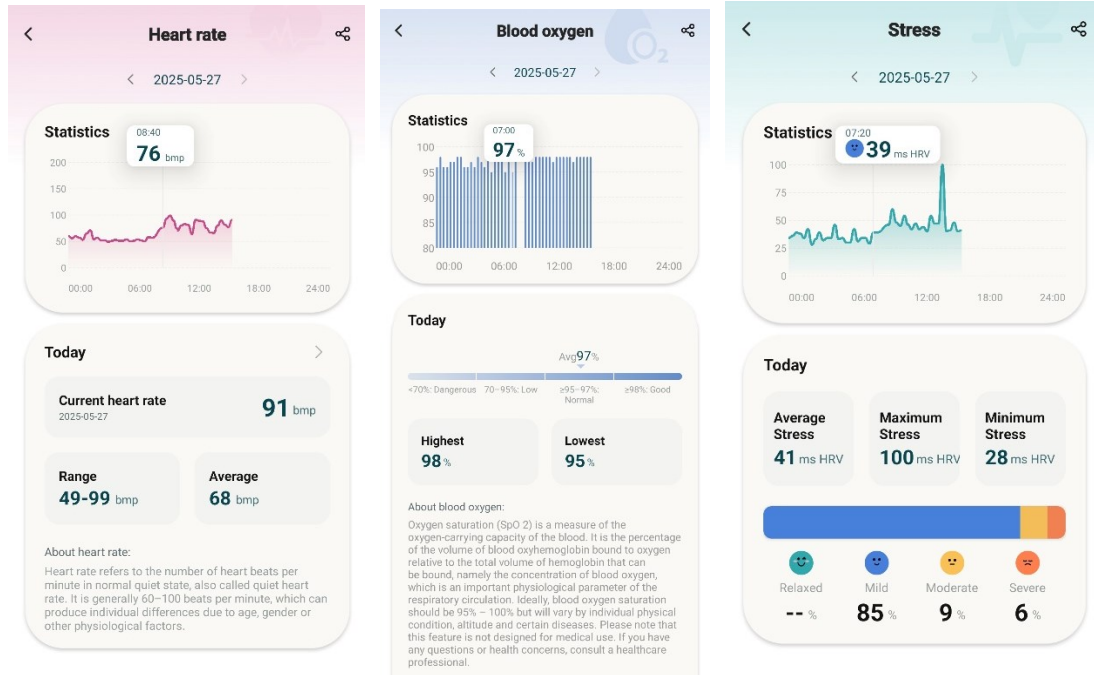 Heart rate
2025-05-27
Statistics
08:40
76 bmp
200
150
100
50
0
00:00 06:00 12:00 18:00 24:00
Today
Current heart rate
2025-05-27
91 bmp
Range
49-99 bmp
Average
68 bmp
About heart rate:
Heart rate refers to the number of heart beats per
minute in normal quiet state, also called quiet heart
rate. It is generally 60–100 beats per minute, which can
produce individual differences due to age, gender or
other physiological factors.
Blood oxygen
O2
2025-05-27
Statistics
07:00
97 %
100
95
90
85
80
00:00 06:00 12:00 18:00 24:00
Today
Avg97%
<70%: Dangerous 70–95%: Low ≥95–97%: ≥98%: Good
Normal
Highest
98 %
Lowest
95 %
About blood oxygen:
Oxygen saturation (SpO 2) is a measure of the
oxygen-carrying capacity of the blood. It is the percentage
of the volume of blood oxyhemoglobin bound to oxygen
relative to the total volume of hemoglobin that can
be bound, namely the concentration of blood oxygen,
which is an important physiological parameter of the
respiratory circulation. Ideally, blood oxygen saturation
should be 95% – 100% but will vary by individual physical
condition, altitude and certain diseases. Please note that
this feature is not designed for medical use. If you have
any questions or health concerns, consult a healthcare
professional.
Stress
2025-05-27
Statistics
07:20
39 ms HRV
100
75
50
25
0
00:00 06:00 12:00 18:00 24:00
Today
Average
Stress
41 ms HRV
Maximum
Stress
100 ms HRV
Minimum
Stress
28 ms HRV
Relaxed Mild Moderate Severe
-- % 85 % 9 % 6 %